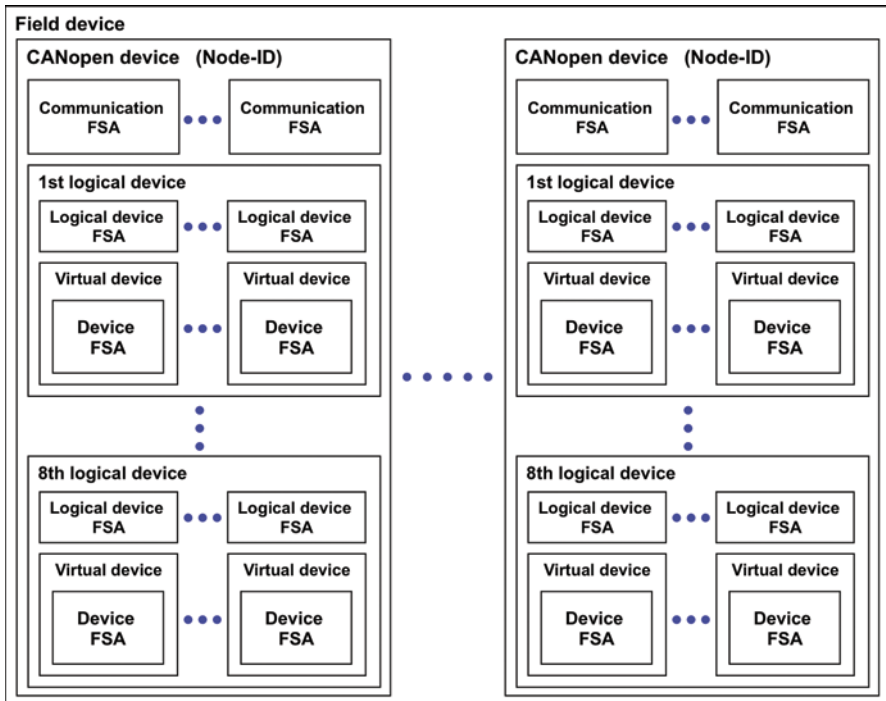 Field device
CANopen device (Node-ID)
Communication
FSA
Communication
FSA
1st logical device
Logical device
FSA
Logical device
FSA
Virtual device
Device
FSA
Virtual device
Device
FSA
8th logical device
Logical device
FSA
Logical device
FSA
Virtual device
Device
FSA
Virtual device
Device
FSA
CANopen device (Node-ID)
Communication
FSA
Communication
FSA
1st logical device
Logical device
FSA
Logical device
FSA
Virtual device
Device
FSA
Virtual device
Device
FSA
8th logical device
Logical device
FSA
Logical device
FSA
Virtual device
Device
FSA
Virtual device
Device
FSA